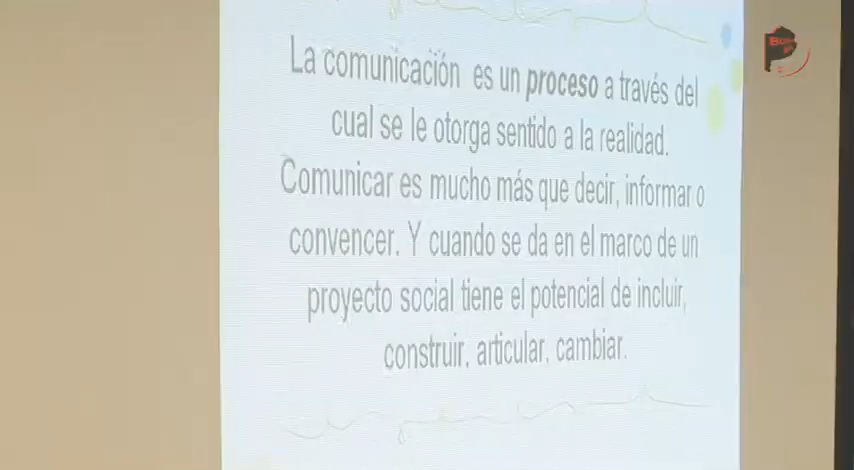 La comunicación es un proceso a través del
cual se le otorga sentido a la realidad.
Comunicar es mucho más que decir, informar o
convencer. Y cuando se da en el marco de un
proyecto social tiene el potencial de incluir,
construir, articular, cambiar.